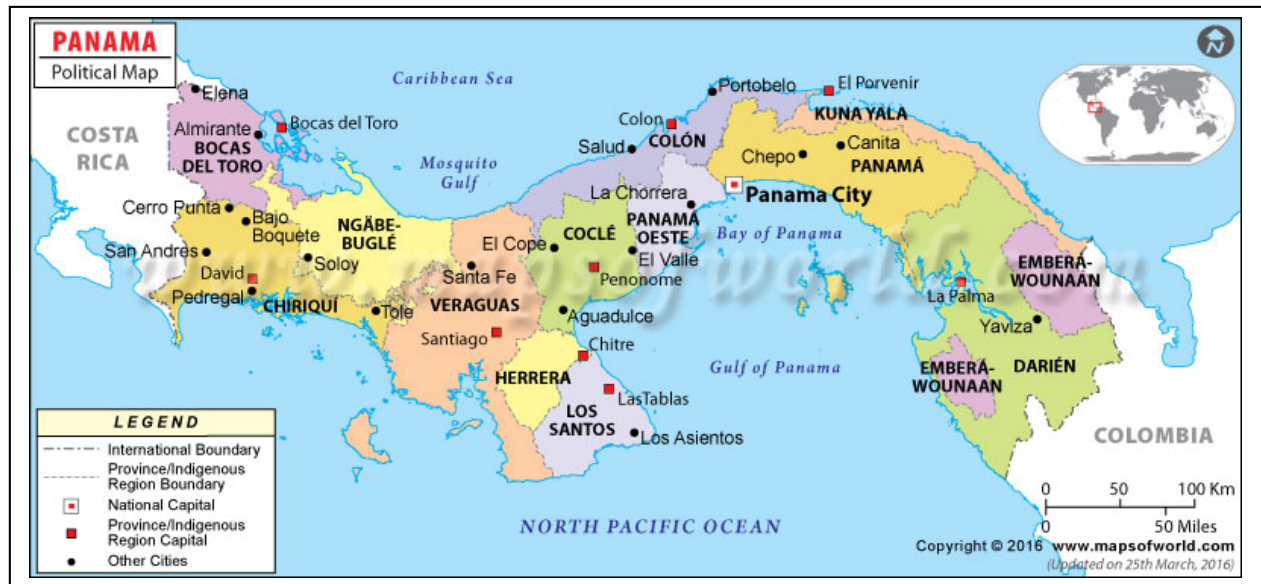 PANAMA
Political Map
Caribbean Sea
N
Elena
Portobelo
El Porvenir
COSTA
RICA
Almirante
Bocas del Toro
BOCAS
DEL TORO
Colon
COLÓN
KUNA YALA
Salud
Mosquito
Gulf
Chepo
Canita
PANAMÁ
La Chorrera
Panama City
Cerro Punta
Bajo
Boquete
NGÄBE-
BUGLÉ
PANAMÁ
OESTE
Bay of Panama
San Andres
El Cope
COCLÉ
El Valle
EMBERÁ-
WOUNAAN
David
Soloy
Santa Fe
Penonome
La Palma
Pedregal
CHIRIQUÍ
Tole
VERAGUAS
Aguadulce
Yaviza
www.mapsofworld.com
Santiago
Chitre
HERRERA
Gulf of Panama
EMBERÁ-
WOUNAAN
DARIÉN
LasTablas
LOS
SANTOS
Los Asientos
COLOMBIA
LEGEND
International Boundary
Province/Indigenous
Region Boundary
National Capital
Province/Indigenous
Region Capital
Other Cities
0 50 100 Km
0 50 Miles
NORTH PACIFIC OCEAN
Copyright © 2016 www.mapsofworld.com
(Updated on 25th March, 2016)